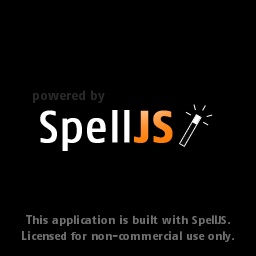 powered by
SpellJS
This application is built with SpellJS.
Licensed for non-commercial use only.